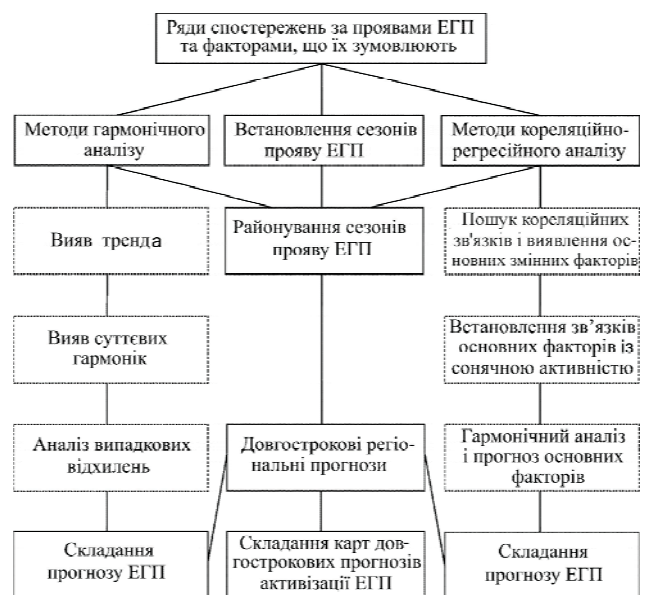 Ряди спостережень за проявами ЕГП
та факторами, що їх зумовлюють
Методи гармонічного
аналізу
Встановлення сезонів
прояву ЕГП
Методи кореляційно-
регресійного аналізу
Вияв тренда
Районування сезонів
прояву ЕГП
Пошук кореляційних
зв'язків і виявлення ос-
новних змінних факторів
Вияв суттєвих
гармонік
Встановлення зв’язків
основних факторів із
сонячною активністю
Аналіз випадкових
відхилень
Довгострокові регіо-
нальні прогнози
Гармонічний аналіз
і прогноз основних
факторів
Складання
прогнозу ЕГП
Складання карт дов-
гострокових прогнозів
активізації ЕГП
Складання
прогнозу ЕГП